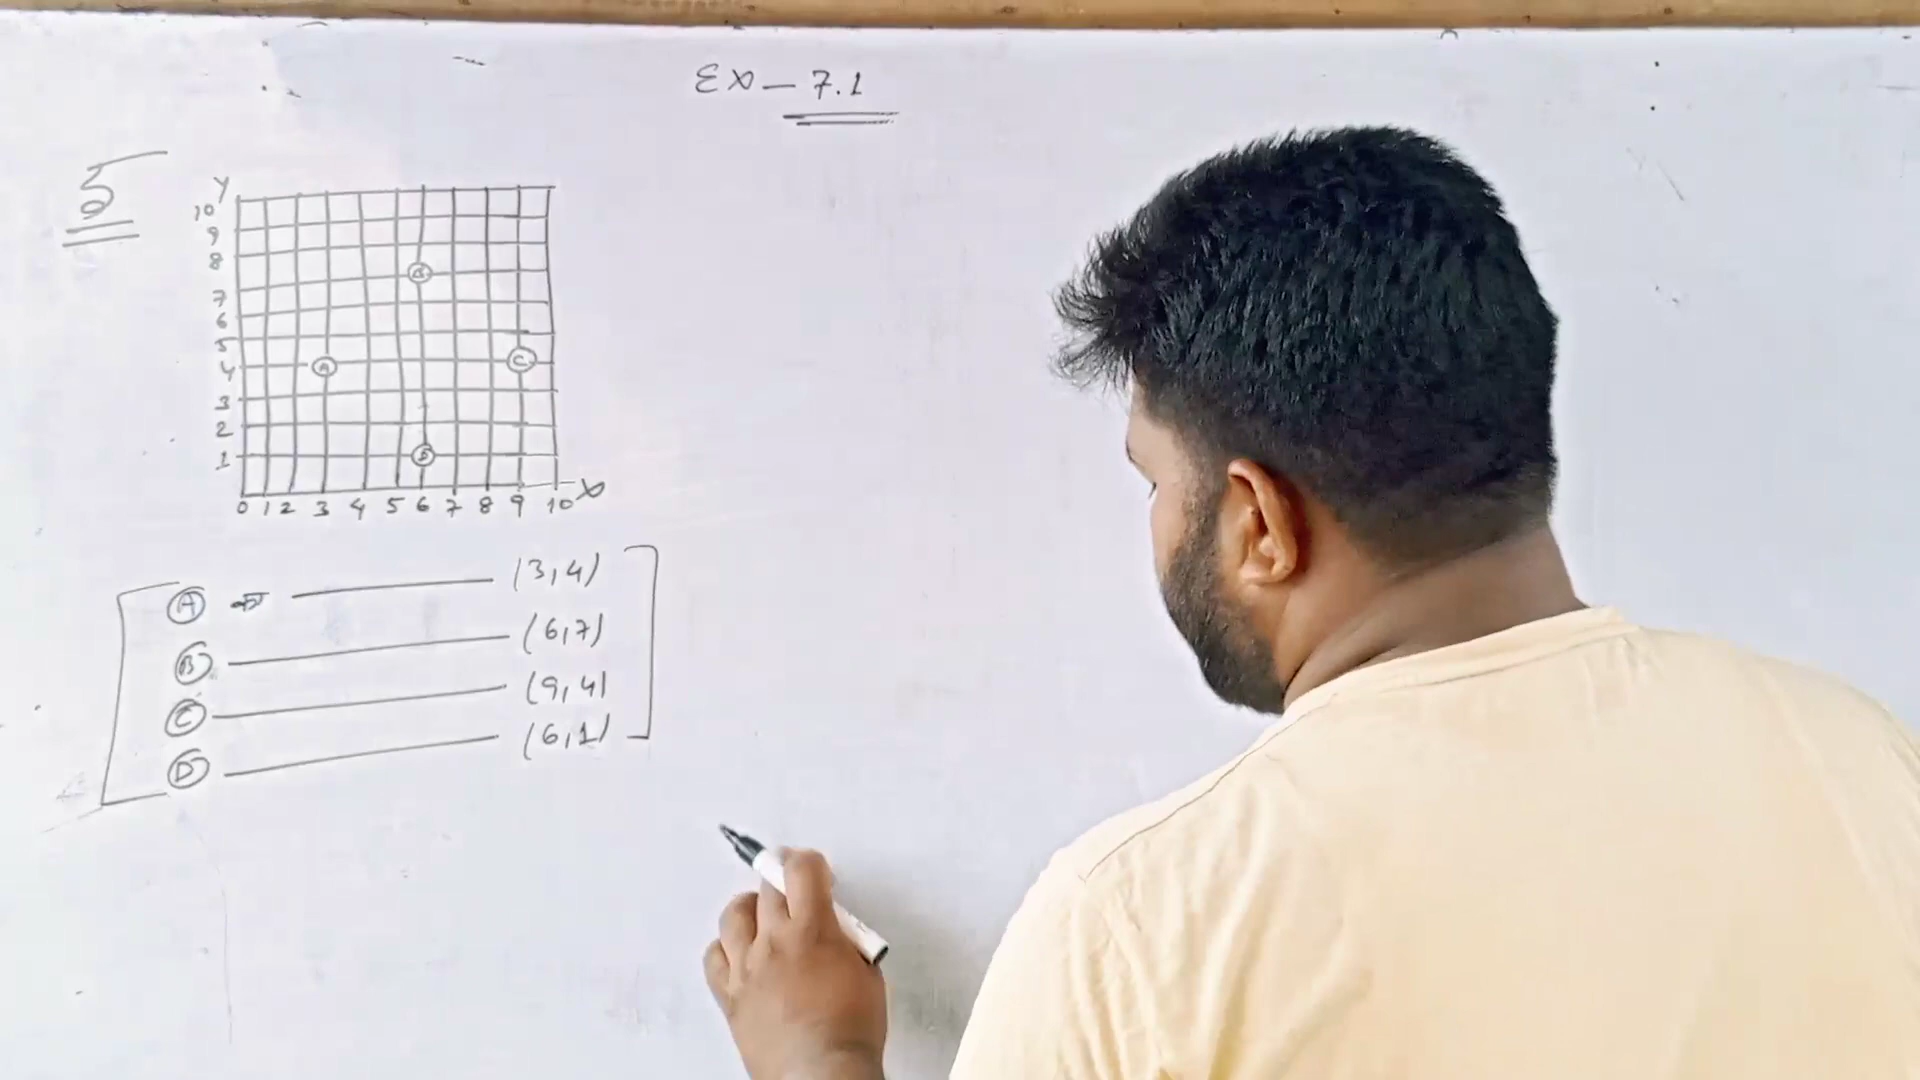 Ex - 7.1
5
Y
10
9
8
7
6
5
4
3
2
1
B
A
C
D
0 1 2 3 4 5 6 7 8 9 10 X
A का (3,4)
B (6,7)
C (9,4)
D (6,1)